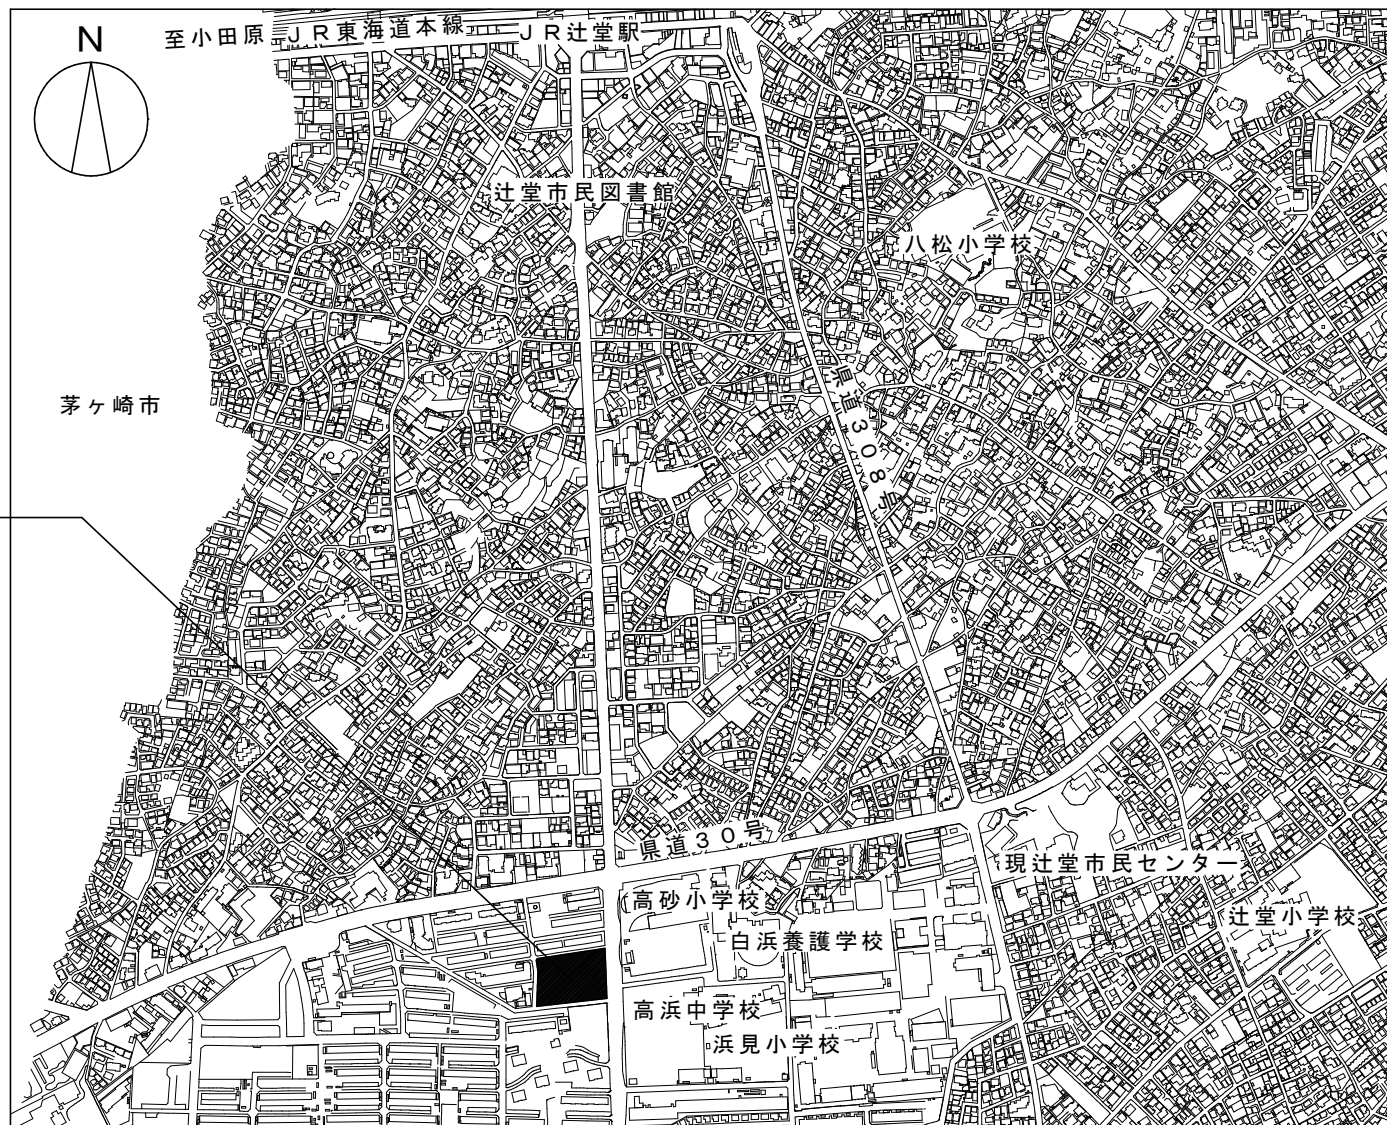 N
至小田原
ＪＲ東海道本線
ＪＲ辻堂駅
辻堂市民図書館
八松小学校
茅ヶ崎市
県道３０８号
県道３０号
現辻堂市民センター
高砂小学校
辻堂小学校
白浜養護学校
高浜中学校
浜見小学校